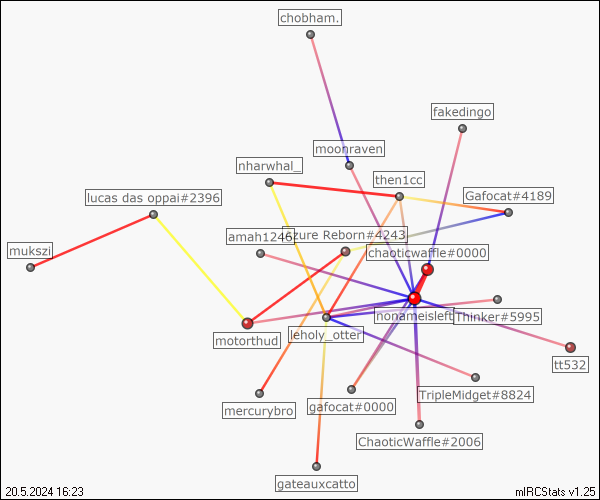 chobham.
fakedingo
moonraven
nharwhal_
then1cc
lucas das oppai#2396
Gafocat#4189
amah1246
zure Reborn#4243
mukszi
chaoticwaffle#0000
nonameisleft
Thinker#5995
motorthud
leholy_otter
tt532
TripleMidget#8824
mercurybro
gafocat#0000
ChaoticWaffle#2006
gateauxcatto
20.5.2024 16:23
mIRCStats v1.25